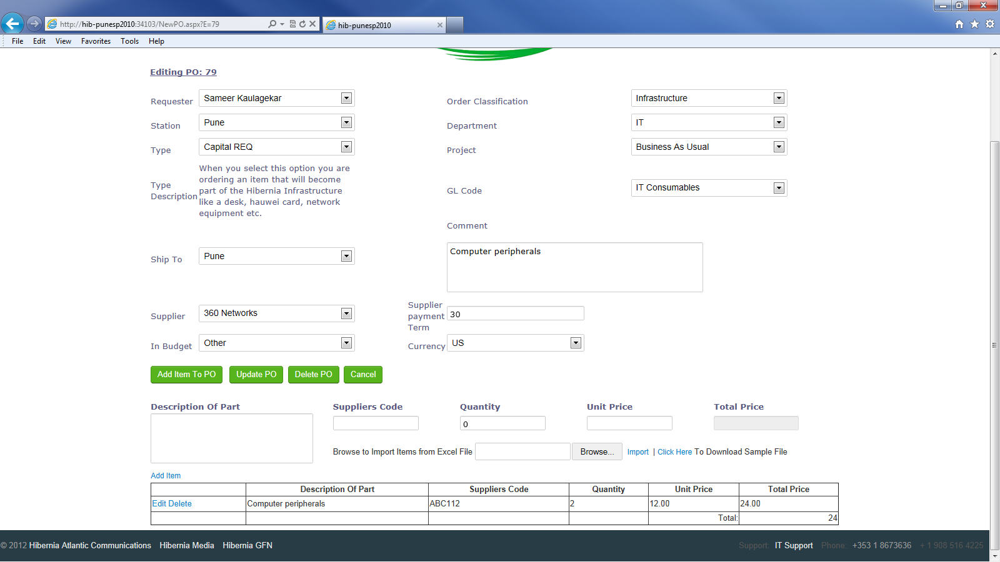 http://hib-punesp2010:34103/NewPO.aspx?E=79
hib-punesp2010
File Edit View Favorites Tools Help
Editing PO: 79
Requester Sameer Kaulagekar Order Classification Infrastructure
Station Pune Department IT
Type Capital REQ Project Business As Usual
Type Description
When you select this option you are
ordering an item that will become
part of the Hibernia Infrastructure
like a desk, hauwei card, network
equipment etc.
GL Code IT Consumables
Comment
Computer peripherals
Ship To Pune
Supplier 360 Networks
Supplier payment Term 30
In Budget Other Currency US
Add Item To PO Update PO Delete PO Cancel
Description Of Part Suppliers Code Quantity Unit Price Total Price
0
Browse to Import Items from Excel File Browse... Import | Click Here To Download Sample File
Add Item
Description Of Part Suppliers Code Quantity Unit Price Total Price
Edit Delete Computer peripherals ABC112 2 12.00 24.00
Total: 24
© 2012 Hibernia Atlantic Communications Hibernia Media Hibernia GFN Support: IT Support Phone: +353 1 8673636 + 1 908 516 4225